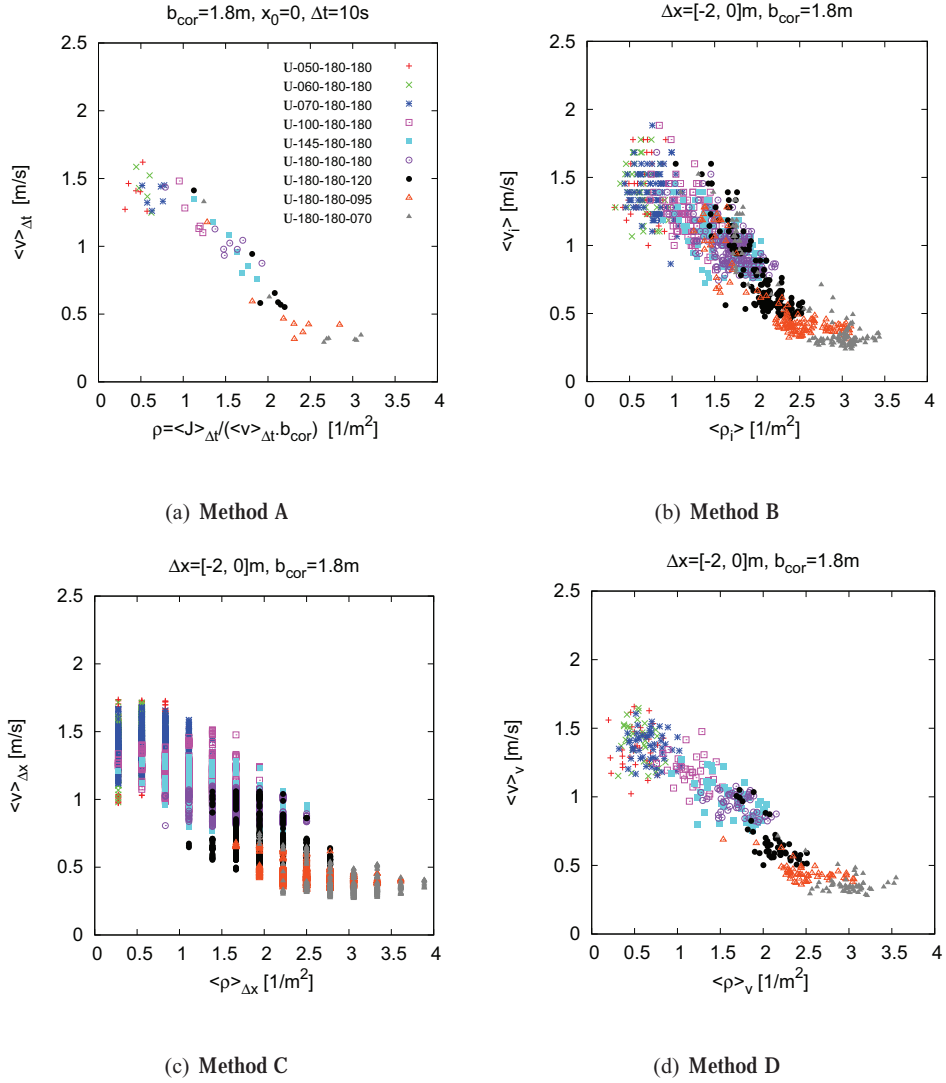 b_cor=1.8m, x_0=0, Δt=10s
2.5
2
1.5
1
0.5
0
<v>_Δt [m/s]
U-050-180-180
U-060-180-180
U-070-180-180
U-100-180-180
U-145-180-180
U-180-180-180
U-180-180-120
U-180-180-095
U-180-180-070
0 0.5 1 1.5 2 2.5 3 3.5 4
ρ=<J>_Δt/(<v>_Δt.b_cor) [1/m^2]
(a) Method A
Δx=[-2, 0]m, b_cor=1.8m
2.5
2
1.5
1
0.5
0
<v_i> [m/s]
0 0.5 1 1.5 2 2.5 3 3.5 4
<ρ_i> [1/m^2]
(b) Method B
Δx=[-2, 0]m, b_cor=1.8m
2.5
2
1.5
1
0.5
0
<v>_Δx [m/s]
0 0.5 1 1.5 2 2.5 3 3.5 4
<ρ>_Δx [1/m^2]
(c) Method C
Δx=[-2, 0]m, b_cor=1.8m
2.5
2
1.5
1
0.5
0
<v>_v [m/s]
0 0.5 1 1.5 2 2.5 3 3.5 4
<ρ>_v [1/m^2]
(d) Method D